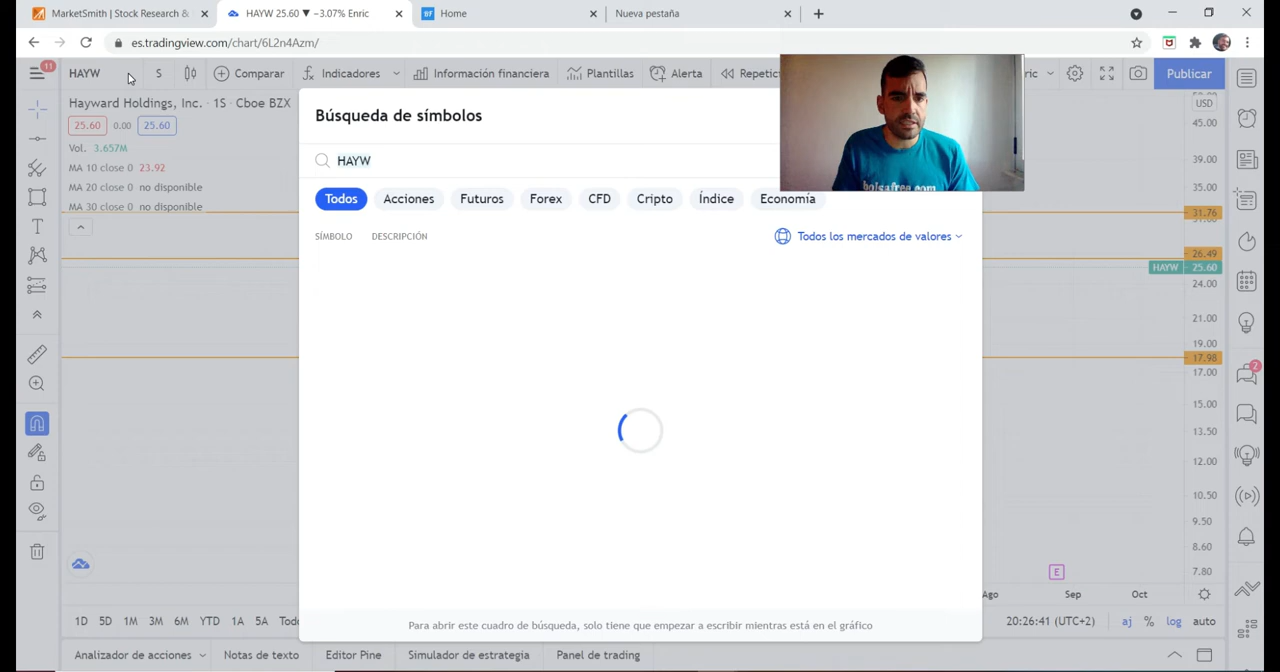 MarketSmith | Stock Research &
HAYW 25.60 ▼ −3.07% Enric
Home
Nueva pestaña
es.tradingview.com/chart/6L2n4Azm/
11
HAYW
S
Comparar
Indicadores
Información financiera
Plantillas
Alerta
Repetic
ric
Publicar
Hayward Holdings, Inc. · 1S · Cboe BZX
25.60 0.00 25.60
Vol. 3.657M
MA 10 close 0 23.92
MA 20 close 0 no disponible
MA 30 close 0 no disponible
Búsqueda de símbolos
HAYW
Todos
Acciones
Futuros
Forex
CFD
Cripto
Índice
Economía
SÍMBOLO DESCRIPCIÓN
Todos los mercados de valores
bolsafree.com
USD
45.00
39.00
35.00
31.76
26.49
HAYW 25.60
24.00
21.00
19.00
17.98
17.00
15.00
13.50
12.00
10.50
9.50
8.60
7.80
2
E
Ago Sep Oct
Para abrir este cuadro de búsqueda, solo tiene que empezar a escribir mientras está en el gráfico
1D 5D 1M 3M 6M YTD 1A 5A Todo
20:26:41 (UTC+2) aj % log auto
Analizador de acciones
Notas de texto
Editor Pine
Simulador de estrategia
Panel de trading